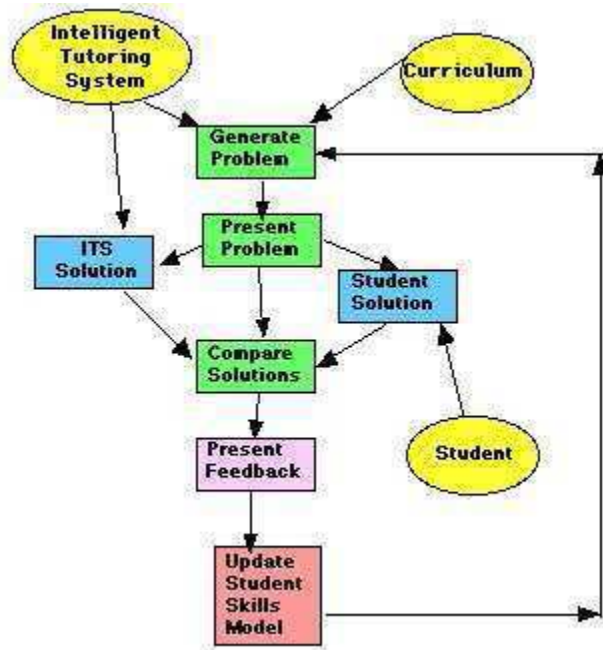 Intelligent
Tutoring
System
Curriculum
Generate
Problem
Present
Problem
ITS
Solution
Student
Solution
Compare
Solutions
Student
Present
Feedback
Update
Student
Skills
Model